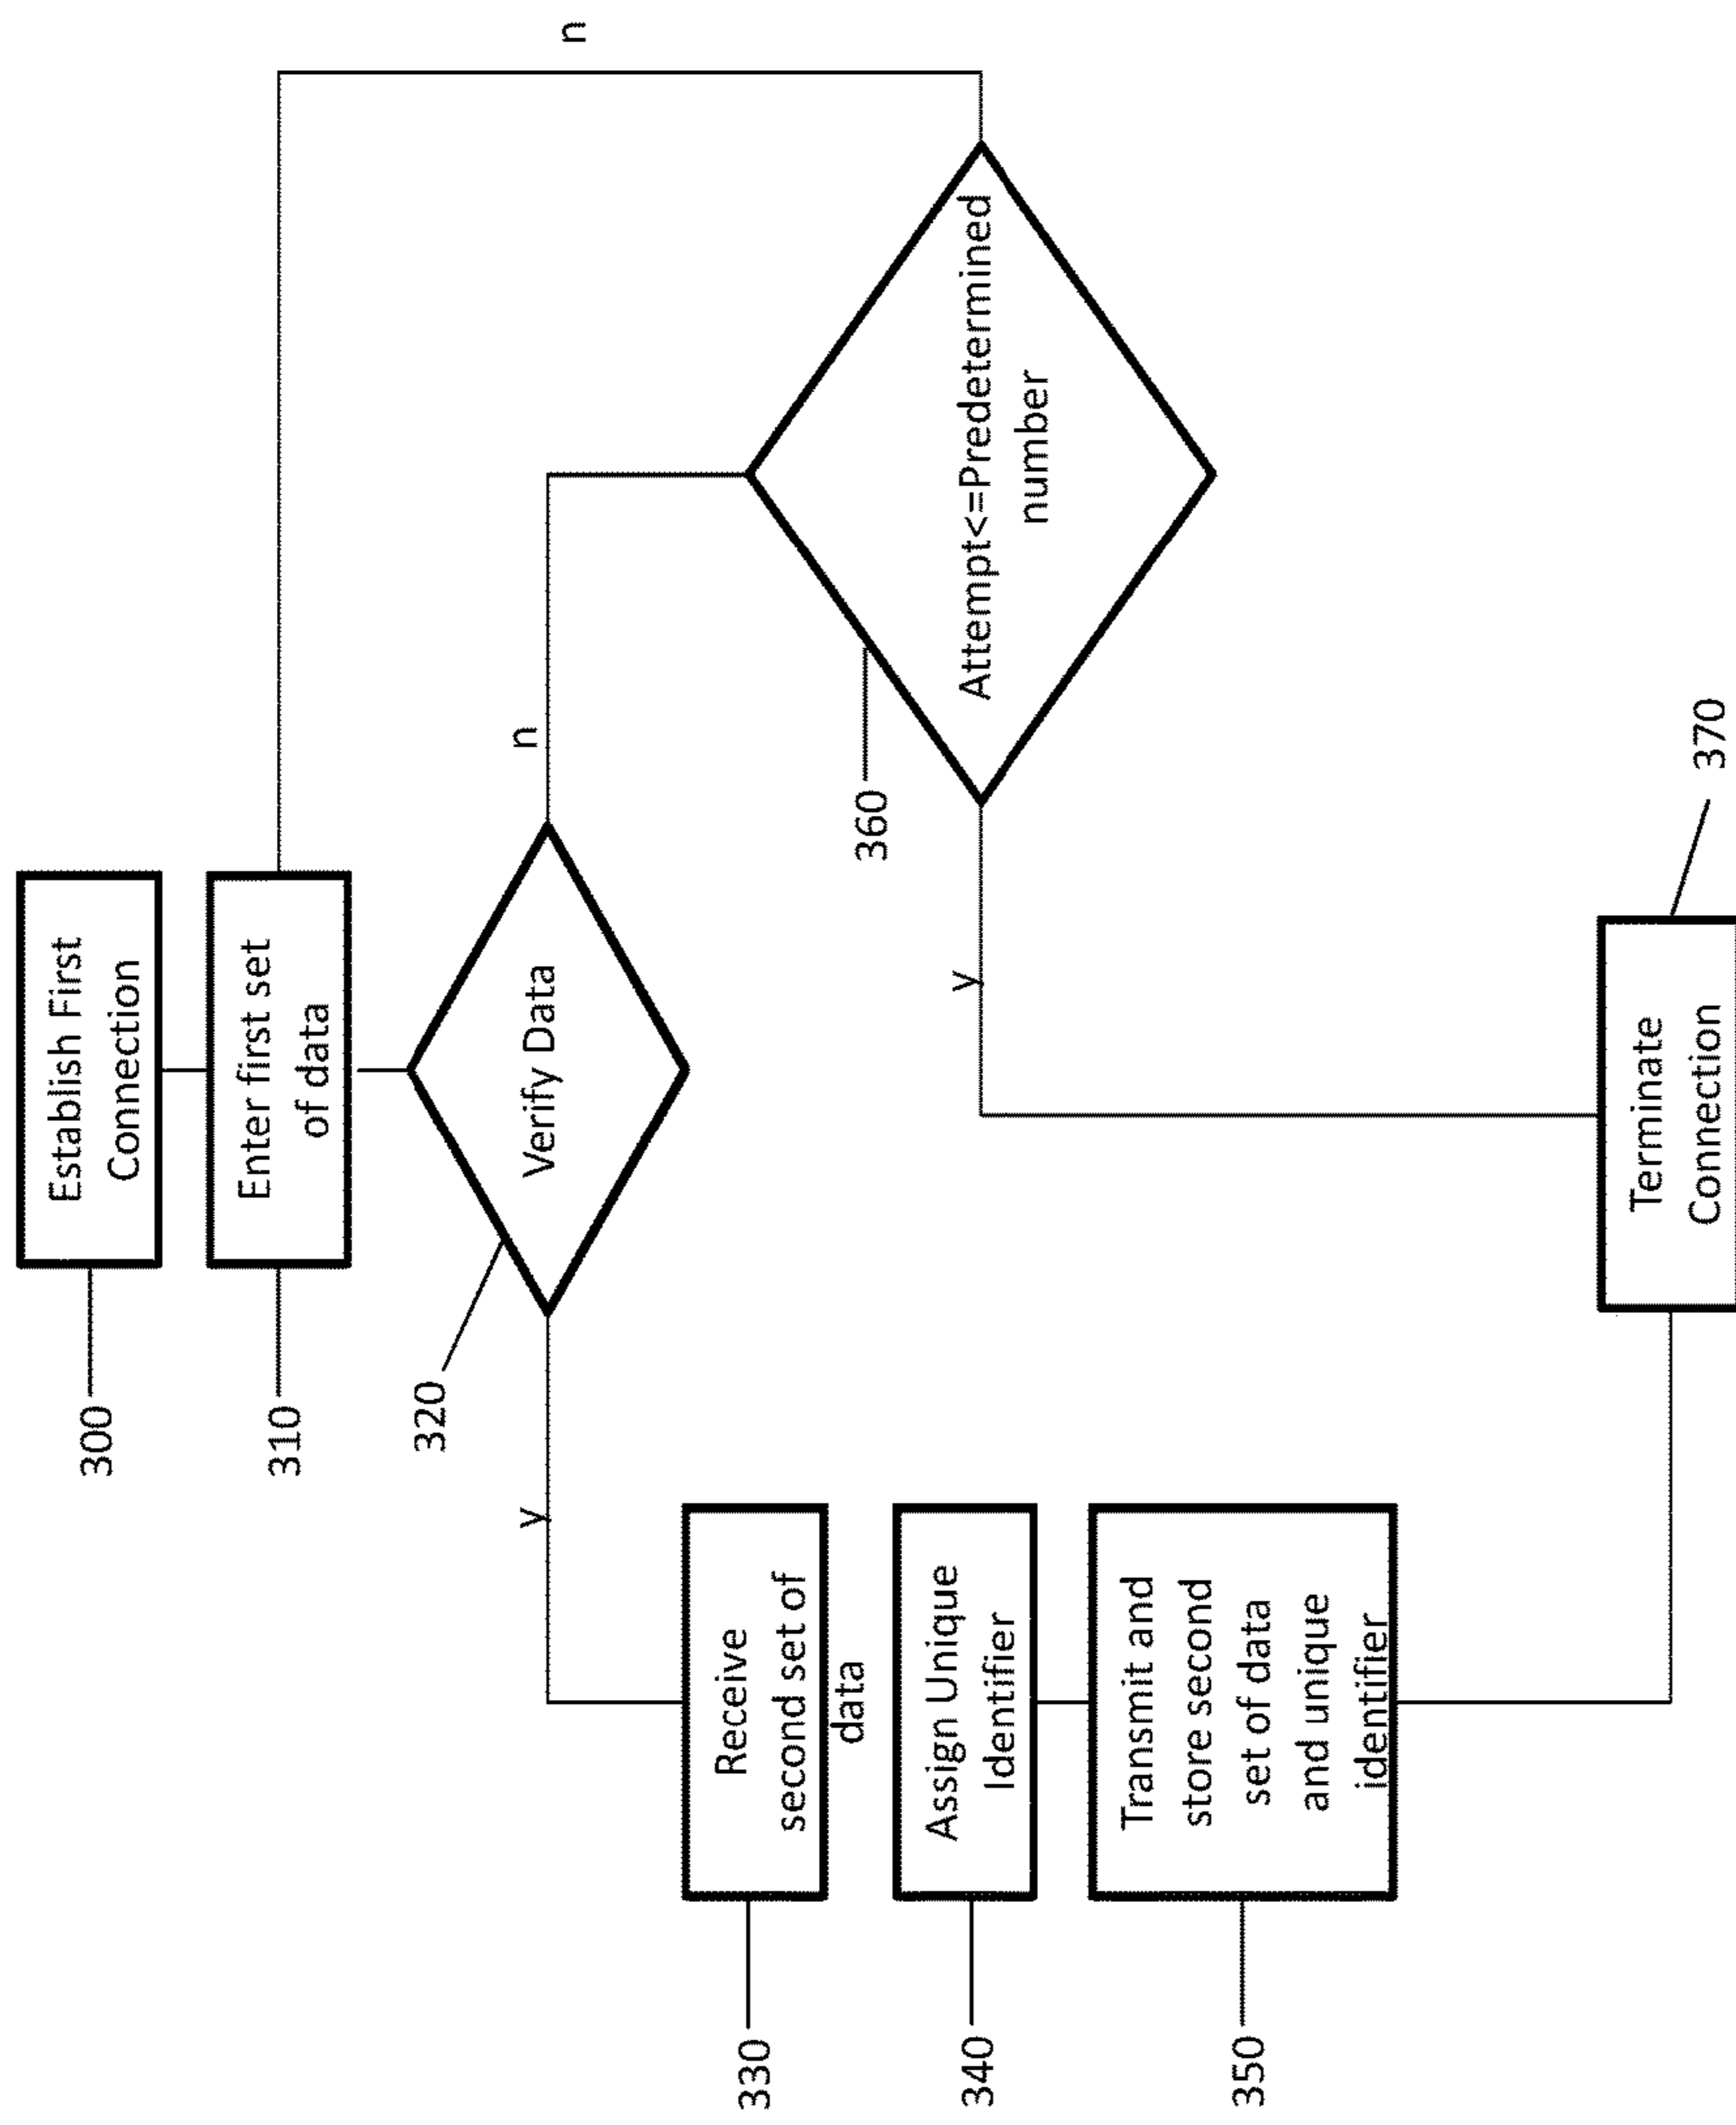 300
Establish First
Connection
310
Enter first set
of data
320
Verify Data
y
n
n
330
Receive
second set of
data
340
Assign Unique
Identifier
350
Transmit and
store second
set of data
and unique
identifier
360
Attempt<=Predetermined
number
y
370
Terminate
Connection